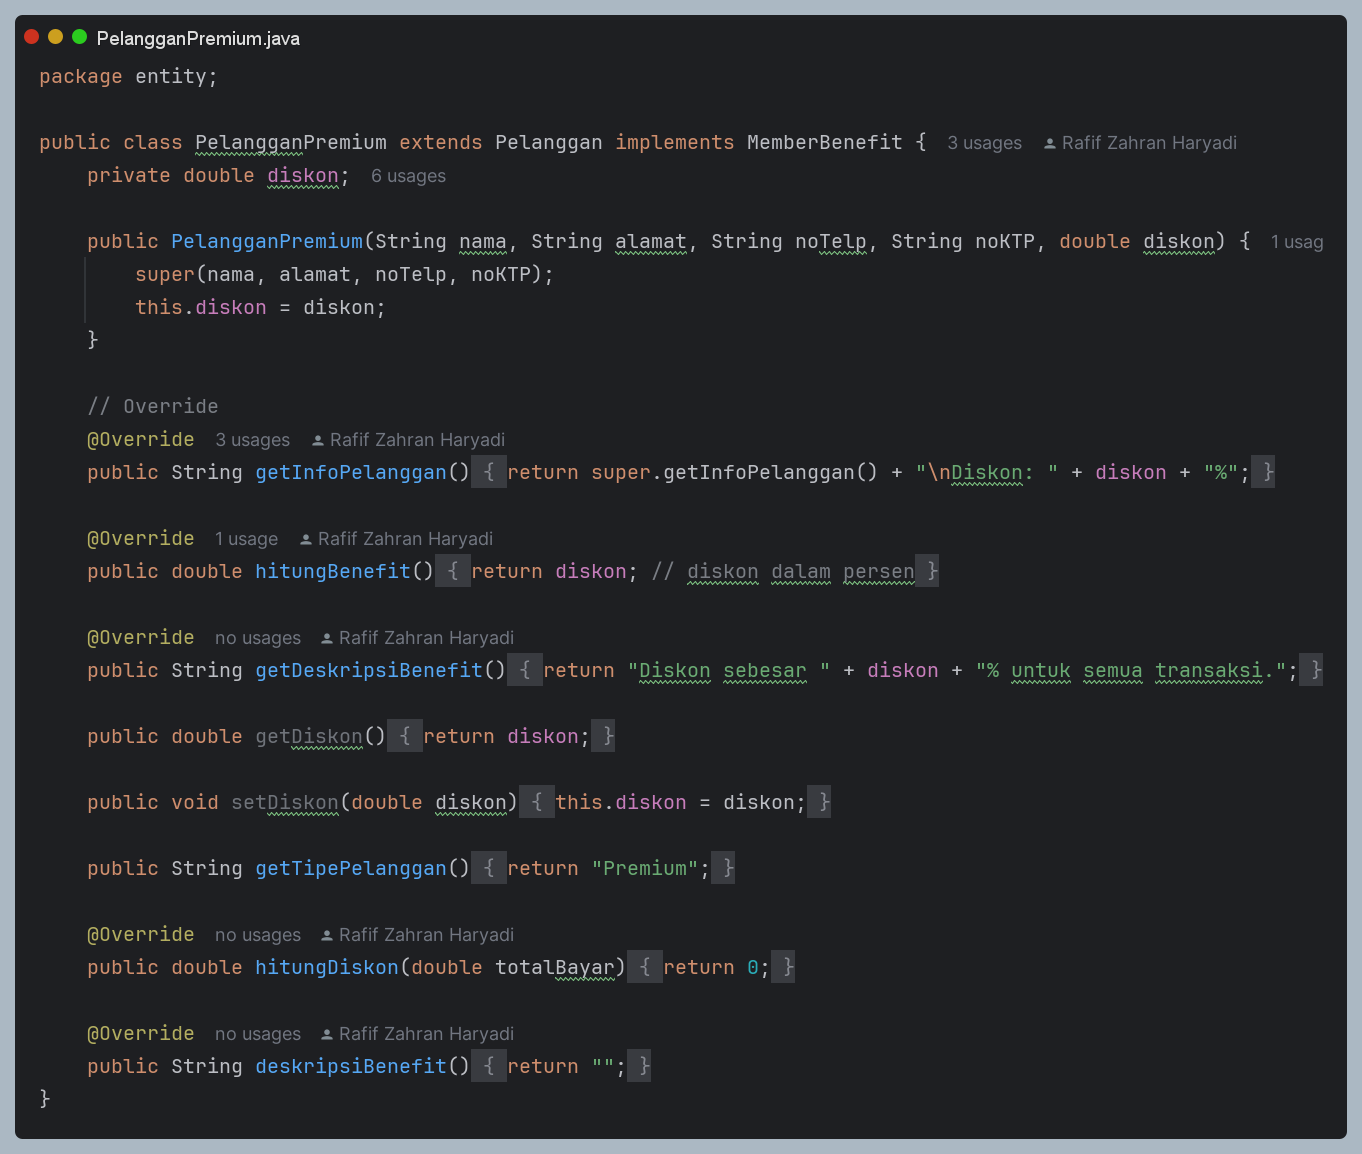 PelangganPremium.java
package entity;
public class PelangganPremium extends Pelanggan implements MemberBenefit { 3 usages Rafif Zahran Haryadi
private double diskon; 6 usages
public PelangganPremium(String nama, String alamat, String noTelp, String noKTP, double diskon) { 1 usag
super(nama, alamat, noTelp, noKTP);
this.diskon = diskon;
}
// Override
@Override 3 usages Rafif Zahran Haryadi
public String getInfoPelanggan() { return super.getInfoPelanggan() + "\nDiskon: " + diskon + "%"; }
@Override 1 usage Rafif Zahran Haryadi
public double hitungBenefit() { return diskon; // diskon dalam persen }
@Override no usages Rafif Zahran Haryadi
public String getDeskripsiBenefit() { return "Diskon sebesar " + diskon + "% untuk semua transaksi."; }
public double getDiskon() { return diskon; }
public void setDiskon(double diskon) { this.diskon = diskon; }
public String getTipePelanggan() { return "Premium"; }
@Override no usages Rafif Zahran Haryadi
public double hitungDiskon(double totalBayar) { return 0; }
@Override no usages Rafif Zahran Haryadi
public String deskripsiBenefit() { return ""; }
}